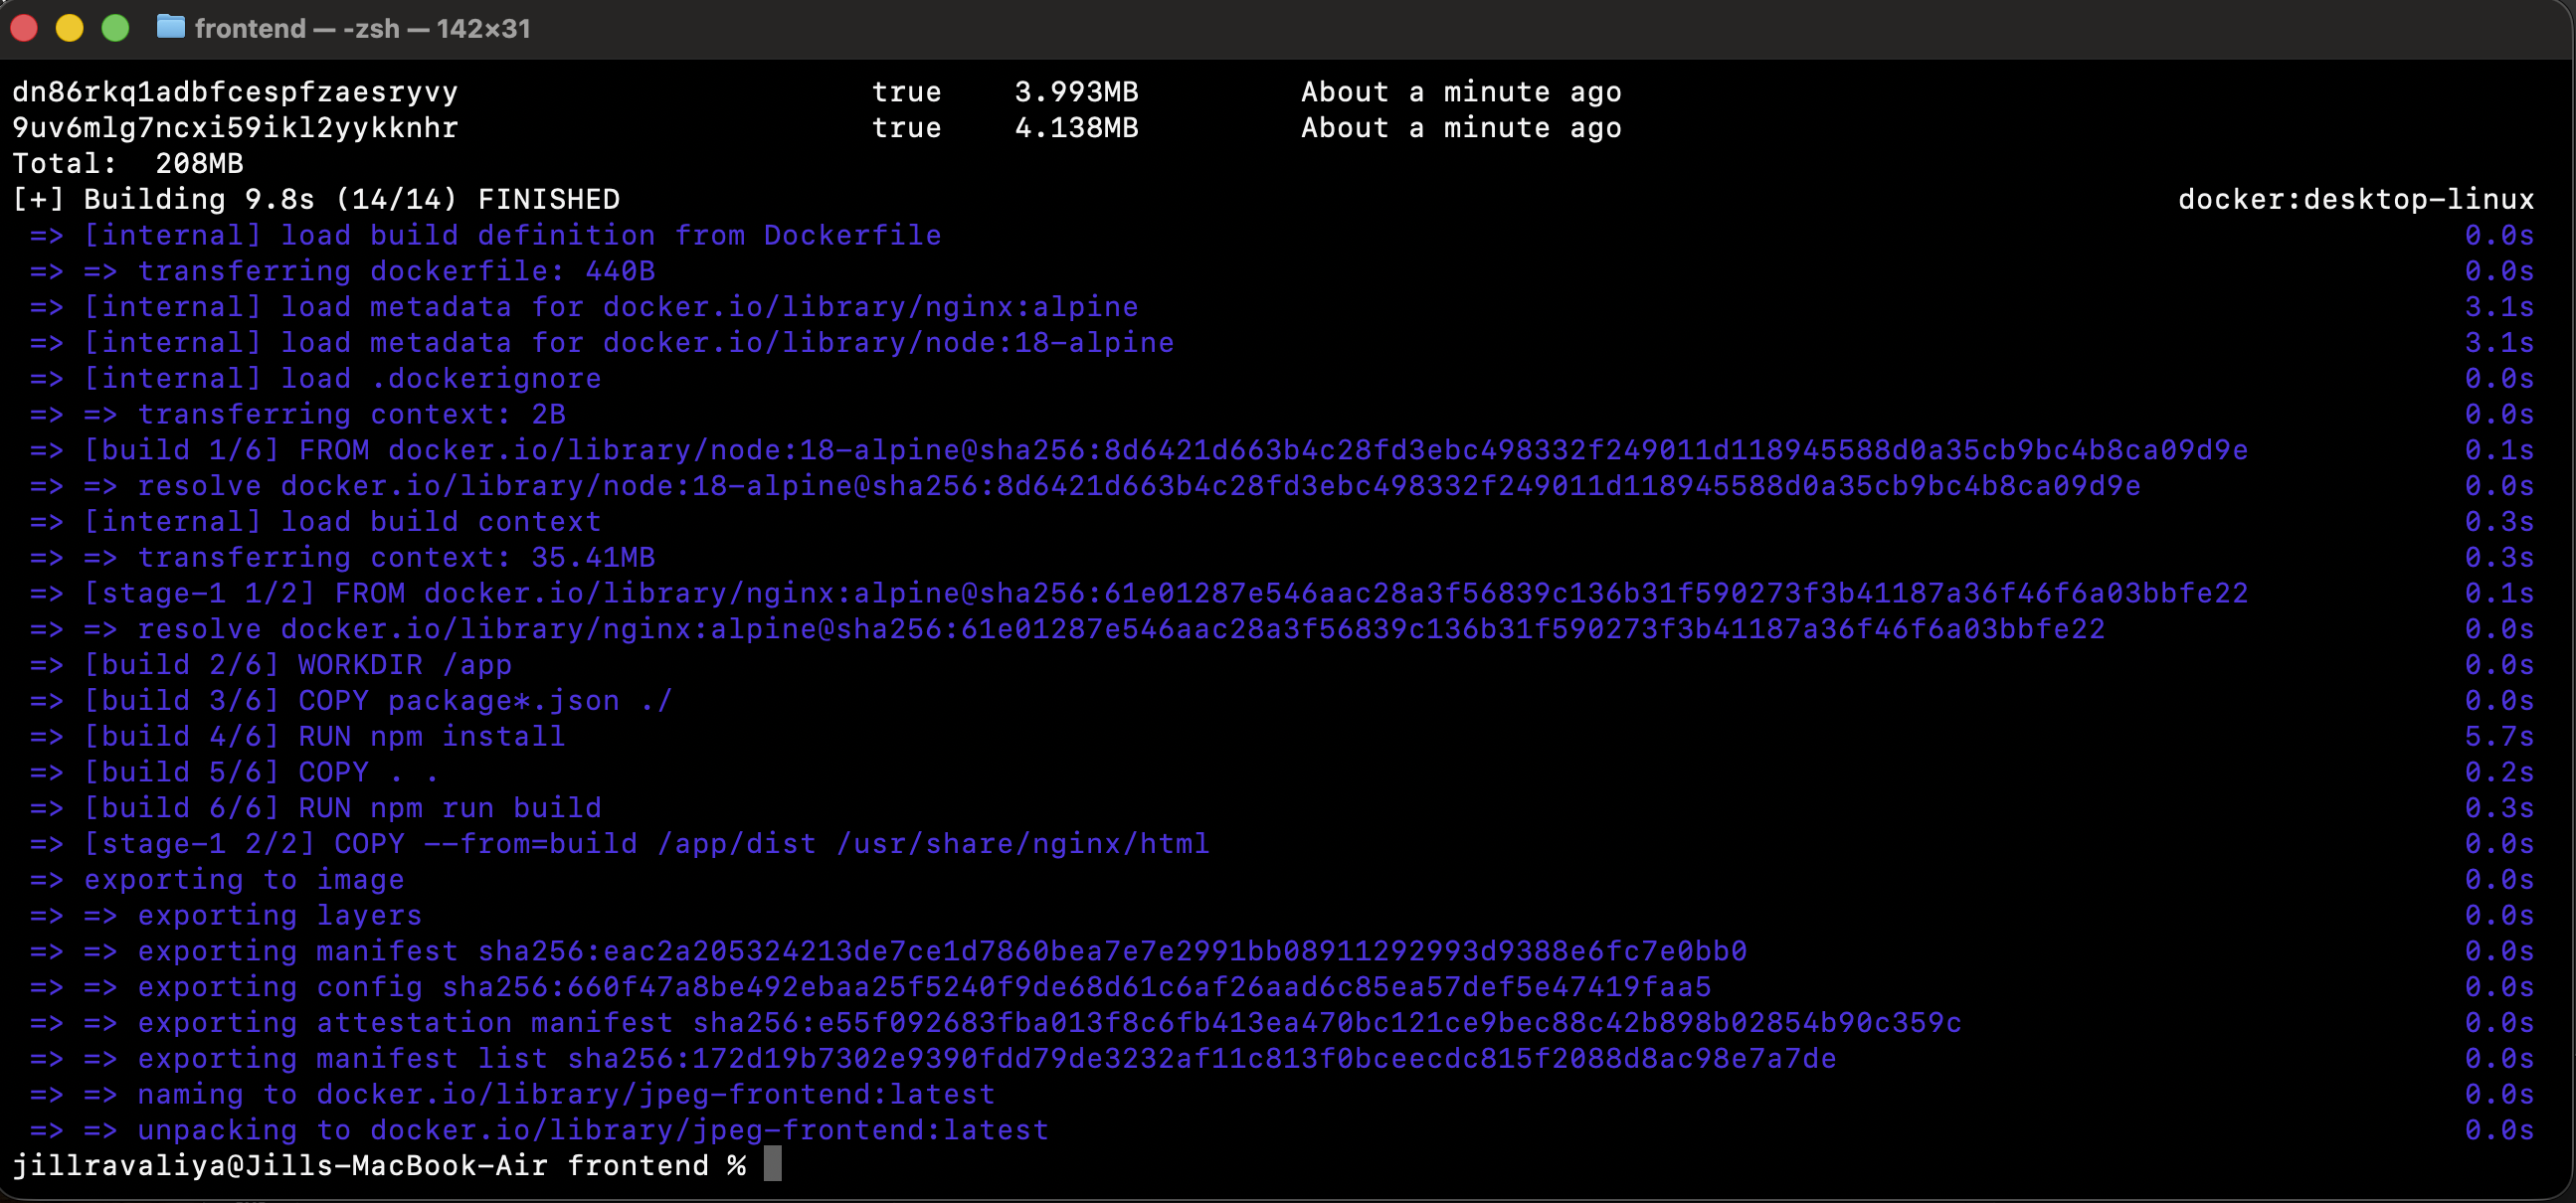 frontend — -zsh — 142×31
dn86rkq1adbfcespfzaesryvy true 3.993MB About a minute ago
9uv6mlg7ncxi59ikl2yykknhr true 4.138MB About a minute ago
Total: 208MB
[+] Building 9.8s (14/14) FINISHED docker:desktop-linux
=> [internal] load build definition from Dockerfile 0.0s
=> => transferring dockerfile: 440B 0.0s
=> [internal] load metadata for docker.io/library/nginx:alpine 3.1s
=> [internal] load metadata for docker.io/library/node:18-alpine 3.1s
=> [internal] load .dockerignore 0.0s
=> => transferring context: 2B 0.0s
=> [build 1/6] FROM docker.io/library/node:18-alpine@sha256:8d6421d663b4c28fd3ebc498332f249011d118945588d0a35cb9bc4b8ca09d9e 0.1s
=> => resolve docker.io/library/node:18-alpine@sha256:8d6421d663b4c28fd3ebc498332f249011d118945588d0a35cb9bc4b8ca09d9e 0.0s
=> [internal] load build context 0.3s
=> => transferring context: 35.41MB 0.3s
=> [stage-1 1/2] FROM docker.io/library/nginx:alpine@sha256:61e01287e546aac28a3f56839c136b31f590273f3b41187a36f46f6a03bbfe22 0.1s
=> => resolve docker.io/library/nginx:alpine@sha256:61e01287e546aac28a3f56839c136b31f590273f3b41187a36f46f6a03bbfe22 0.0s
=> [build 2/6] WORKDIR /app 0.0s
=> [build 3/6] COPY package*.json ./ 0.0s
=> [build 4/6] RUN npm install 5.7s
=> [build 5/6] COPY . . 0.2s
=> [build 6/6] RUN npm run build 0.3s
=> [stage-1 2/2] COPY --from=build /app/dist /usr/share/nginx/html 0.0s
=> exporting to image 0.0s
=> => exporting layers 0.0s
=> => exporting manifest sha256:eac2a205324213de7ce1d7860bea7e7e2991bb08911292993d9388e6fc7e0bb0 0.0s
=> => exporting config sha256:660f47a8be492ebaa25f5240f9de68d61c6af26aad6c85ea57def5e47419faa5 0.0s
=> => exporting attestation manifest sha256:e55f092683fba013f8c6fb413ea470bc121ce9bec88c42b898b02854b90c359c 0.0s
=> => exporting manifest list sha256:172d19b7302e9390fdd79de3232af11c813f0bceecdc815f2088d8ac98e7a7de 0.0s
=> => naming to docker.io/library/jpeg-frontend:latest 0.0s
=> => unpacking to docker.io/library/jpeg-frontend:latest 0.0s
jillravaliya@Jills-MacBook-Air frontend %